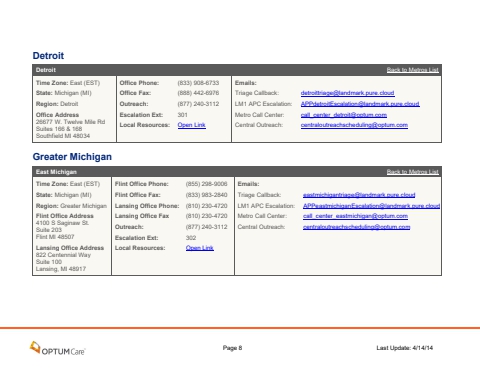 Detroit
Detroit Back to Metros List
Time Zone: East (EST) Office Phone: (833) 908-6733 Emails:
State: Michigan (MI) Office Fax: (888) 442-6976 Triage Callback: detroittriage@landmark.pure.cloud
Region: Detroit Outreach: (877) 240-3112 LM1 APC Escalation: APPdetroitEscalation@landmark.pure.cloud
Office Address Escalation Ext: 301 Metro Call Center: call_center_detroit@optum.com
26677 W. Twelve Mile Rd Local Resources: Open Link Central Outreach: centraloutreachscheduling@optum.com
Suites 166 & 168
Southfield MI 48034
Greater Michigan
East Michigan Back to Metros List
Time Zone: East (EST) Flint Office Phone: (855) 298-9006 Emails:
State: Michigan (MI) Flint Office Fax: (833) 983-2840 Triage Callback: eastmichigantriage@landmark.pure.cloud
Region: Greater Michigan Lansing Office Phone: (810) 230-4720 LM1 APC Escalation: APPeastmichiganEscalation@landmark.pure.cloud
Flint Office Address Lansing Office Fax (810) 230-4720 Metro Call Center: call_center_eastmichigan@optum.com
4100 S Saginaw St. Outreach: (877) 240-3112 Central Outreach: centraloutreachscheduling@optum.com
Suite 203
Flint MI 48507 Escalation Ext: 302
Lansing Office Address Local Resources: Open Link
822 Centennial Way
Suite 100
Lansing, MI 48917
OPTUMCare Page 8 Last Update: 4/14/14